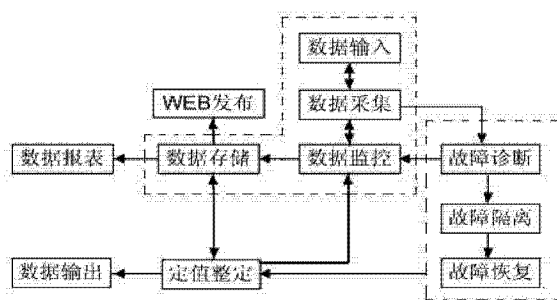 数据输入
WEB发布
数据采集
数据报表
数据存储
数据监控
故障诊断
故障隔离
数据输出
定值整定
故障恢复